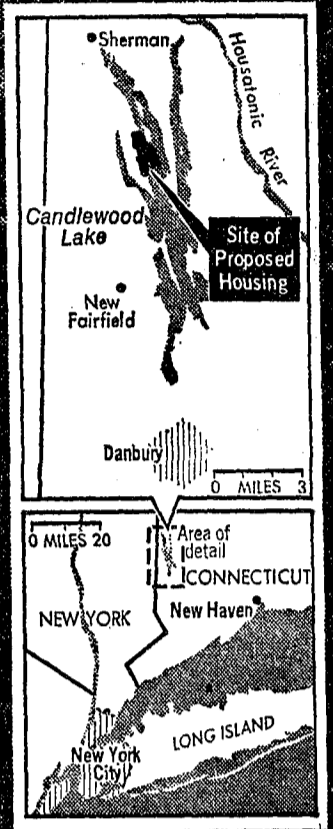 Sherman
Housatonic
River
Candlewood
Lake
Site of
Proposed
Housing
New
Fairfield
Danbury
0 MILES 3
0 MILES 20
Area of
detail
CONNECTICUT
NEW YORK
New Haven
LONG ISLAND
New York
City